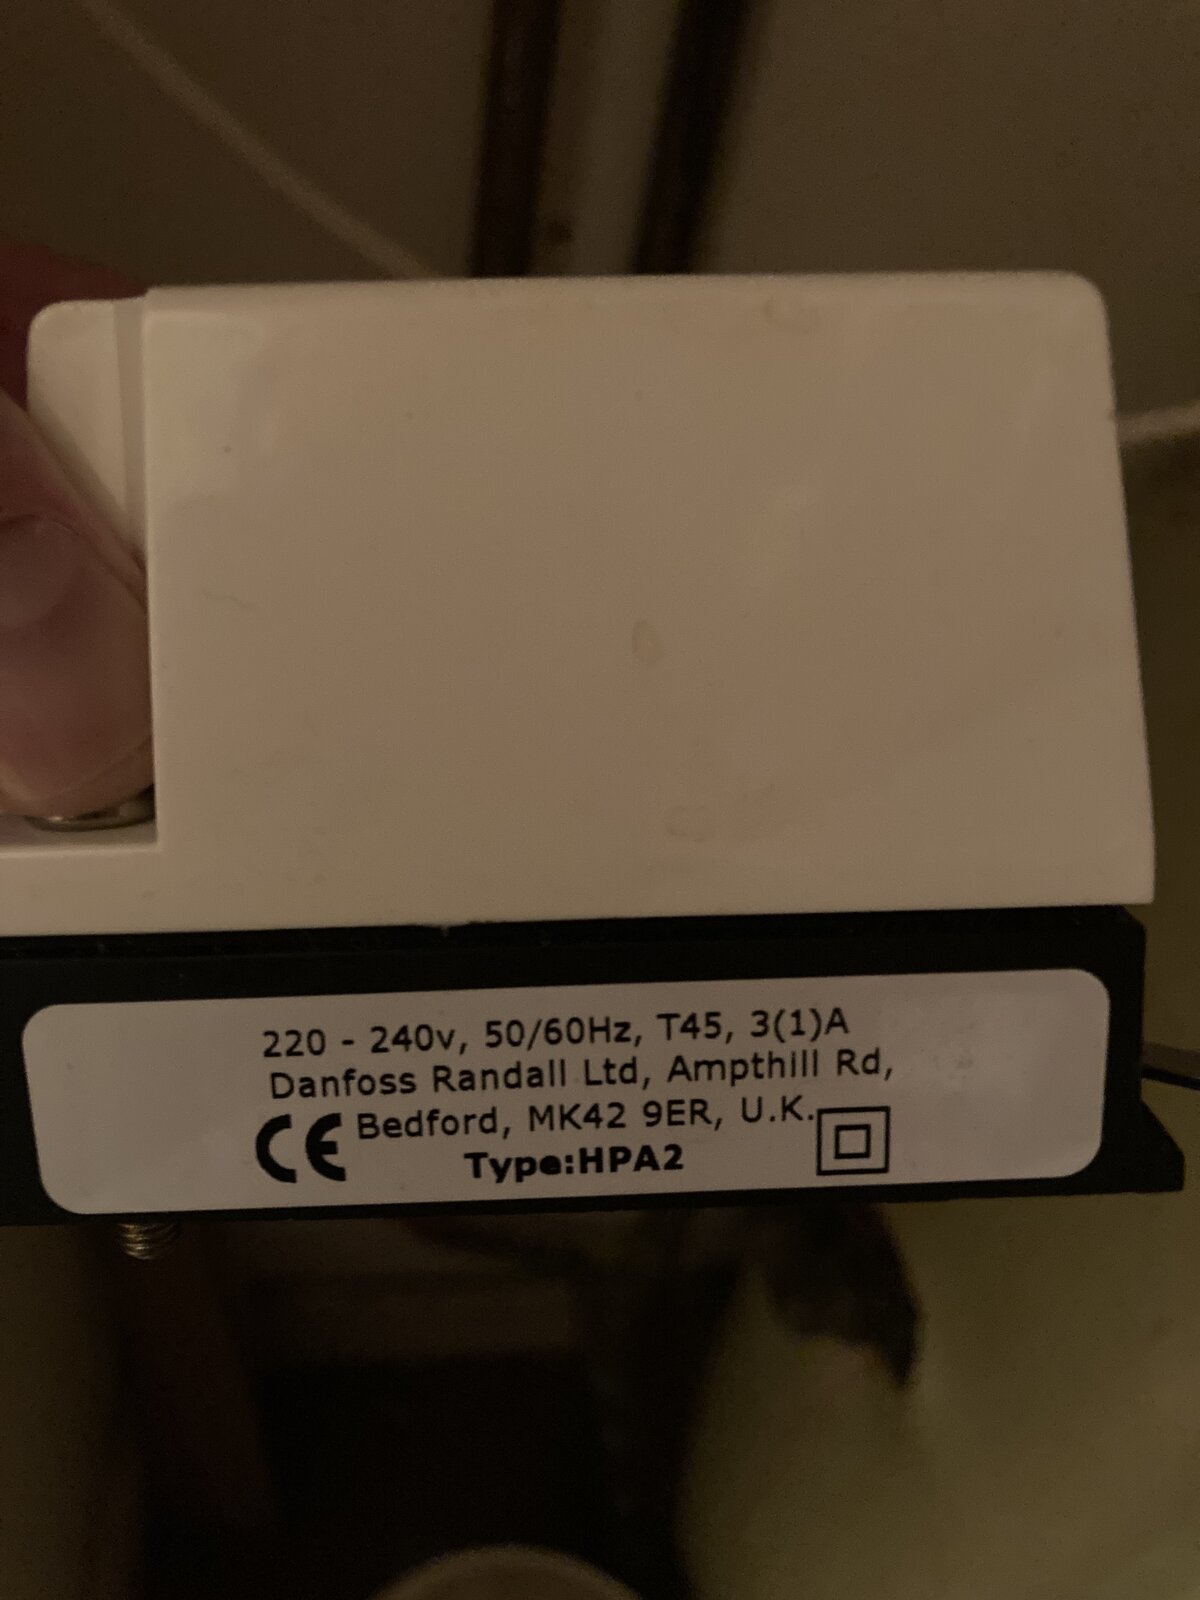 220 - 240v, 50/60Hz, T45, 3(1)A
Danfoss Randall Ltd, Ampthill Rd,
CE Bedford, MK42 9ER, U.K.
Type:HPA2